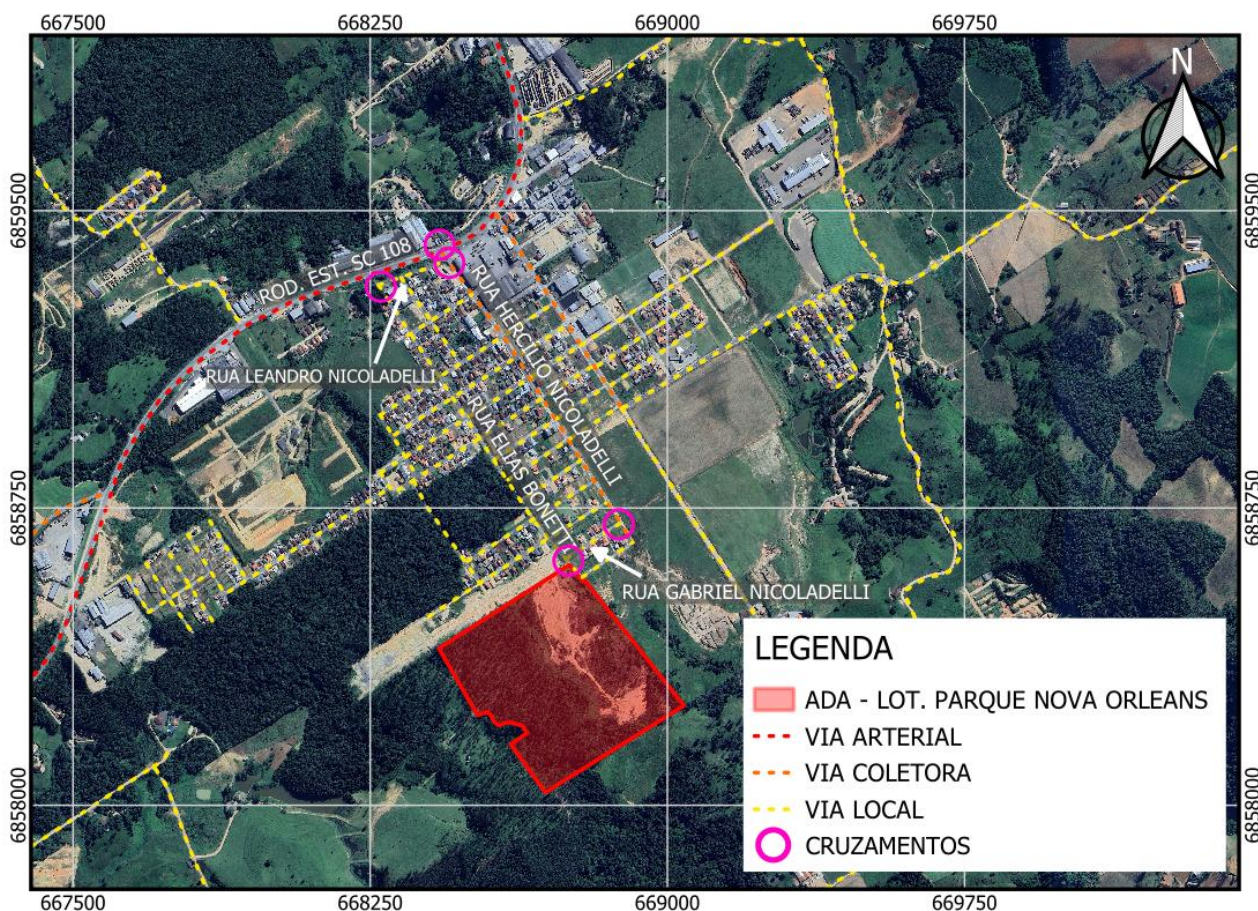 667500 668250 669000 669750
N
6859500 6859500
ROD. EST. SC 108
RUA HERCILIO NICOLADELLI
RUA LEANDRO NICOLADELLI
RUA ELIAS BONETTI
6858750 6858750
RUA GABRIEL NICOLADELLI
LEGENDA
ADA - LOT. PARQUE NOVA ORLEANS
VIA ARTERIAL
VIA COLETORA
VIA LOCAL
CRUZAMENTOS
6858000 6858000
667500 668250 669000 669750